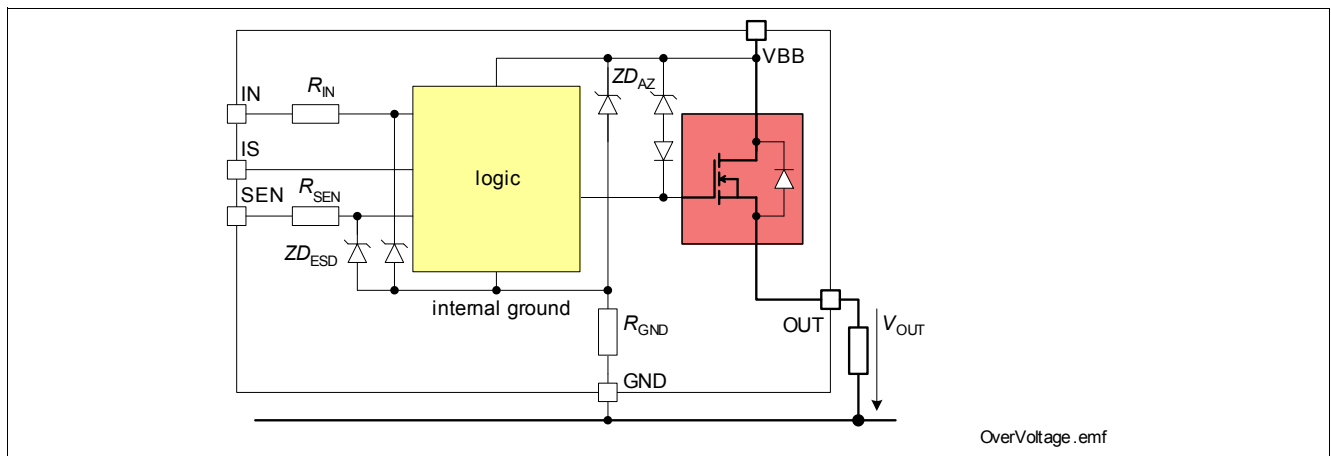 VBB
ZDAZ
IN
RIN
IS
logic
SEN
RSEN
ZDESD
internal ground
RGND
OUT
VOUT
GND
OverVoltage.emf